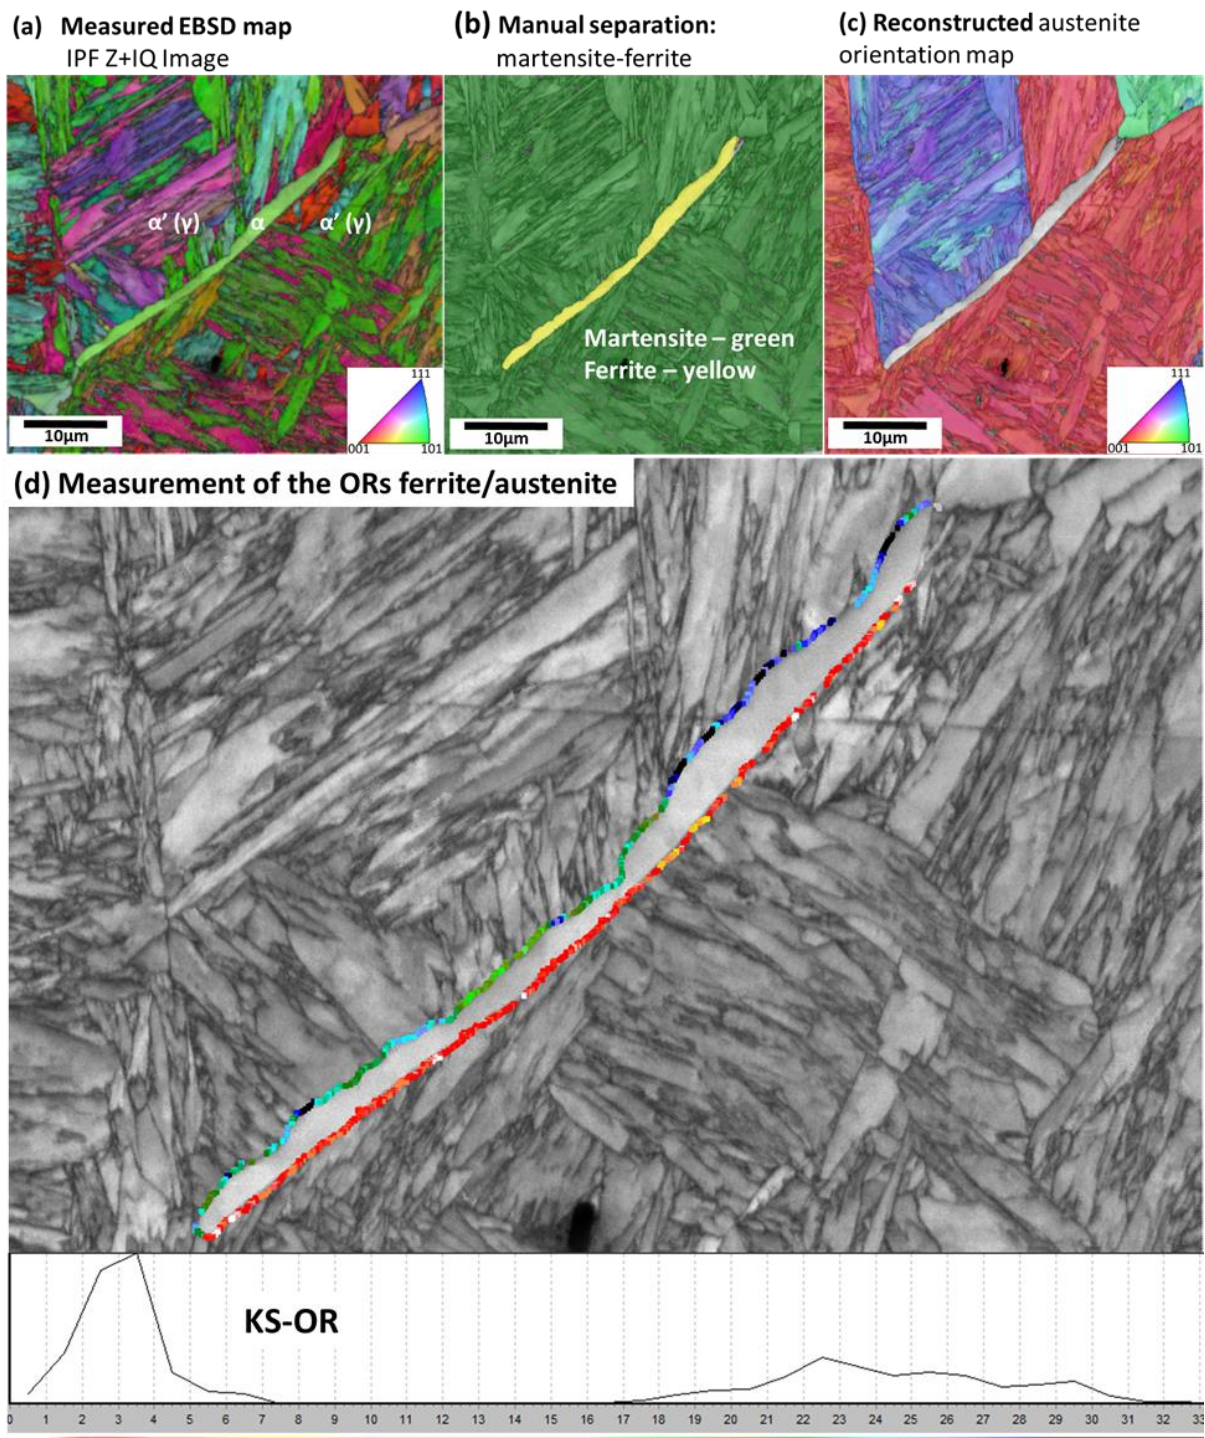 (a) Measured EBSD map
IPF Z+IQ Image
(b) Manual separation:
martensite-ferrite
(c) Reconstructed austenite
orientation map
α’ (γ)
α
α’ (γ)
111
001
101
10μm
Martensite – green
Ferrite – yellow
10μm
111
001
101
10μm
(d) Measurement of the ORs ferrite/austenite
KS-OR
0 1 2 3 4 5 6 7 8 9 10 11 12 13 14 15 16 17 18 19 20 21 22 23 24 25 26 27 28 29 30 31 32 33